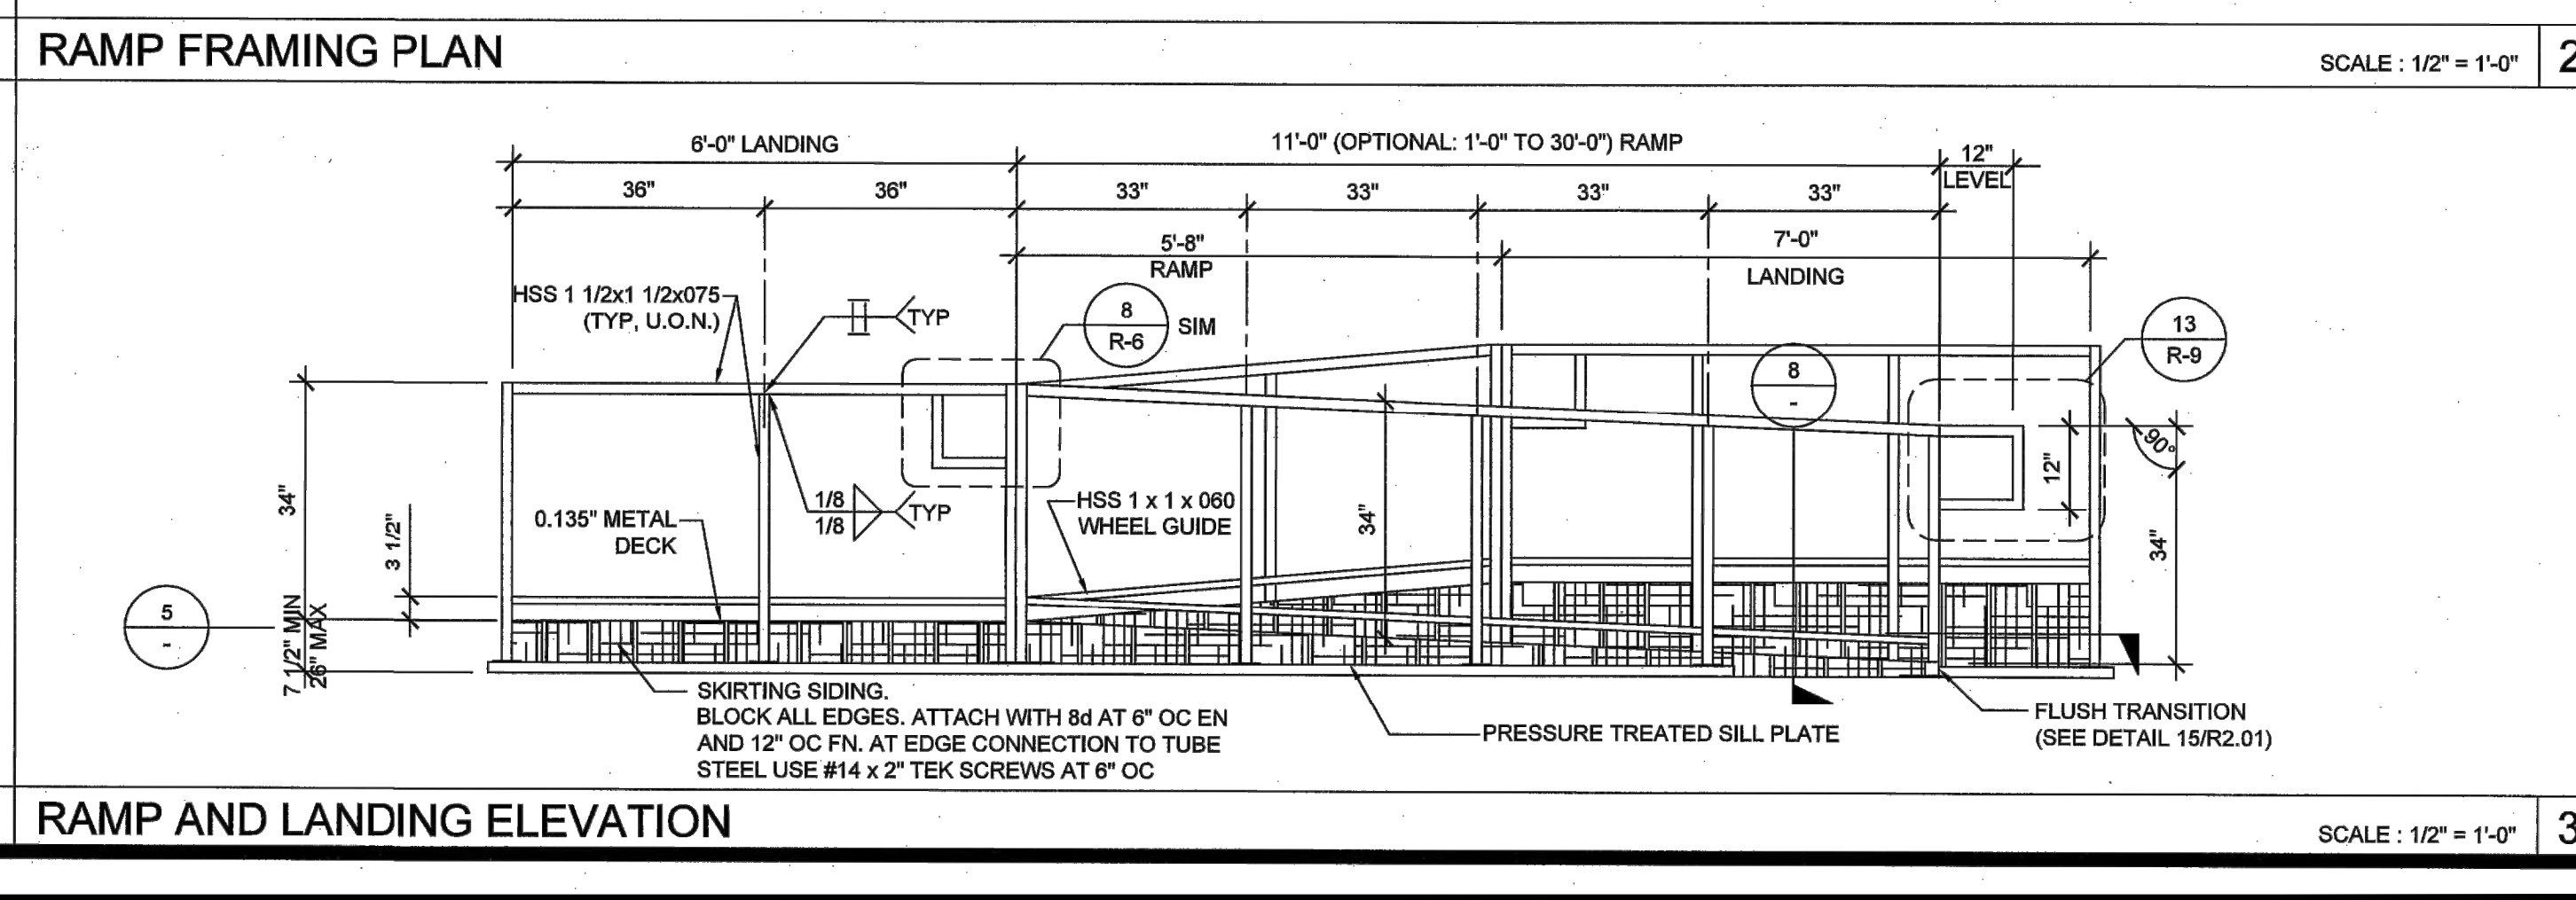 RAMP FRAMING PLAN
SCALE : 1/2" = 1'-0"
2
6'-0" LANDING
11'-0" (OPTIONAL: 1'-0" TO 30'-0") RAMP
12"
LEVEL
36"
36"
33"
33"
33"
33"
5'-8"
RAMP
7'-0"
LANDING
HSS 1 1/2x1 1/2x075
(TYP, U.O.N.)
TYP
8
R-6
SIM
13
R-9
8
-
90°
12"
34"
34"
34"
3 1/2"
7 1/2" MIN
26" MAX
5
-
0.135" METAL
DECK
1/8
1/8
TYP
HSS 1 x 1 x 060
WHEEL GUIDE
SKIRTING SIDING.
BLOCK ALL EDGES. ATTACH WITH 8d AT 6" OC EN
AND 12" OC FN. AT EDGE CONNECTION TO TUBE
STEEL USE #14 x 2" TEK SCREWS AT 6" OC
PRESSURE TREATED SILL PLATE
FLUSH TRANSITION
(SEE DETAIL 15/R2.01)
RAMP AND LANDING ELEVATION
SCALE : 1/2" = 1'-0"
3